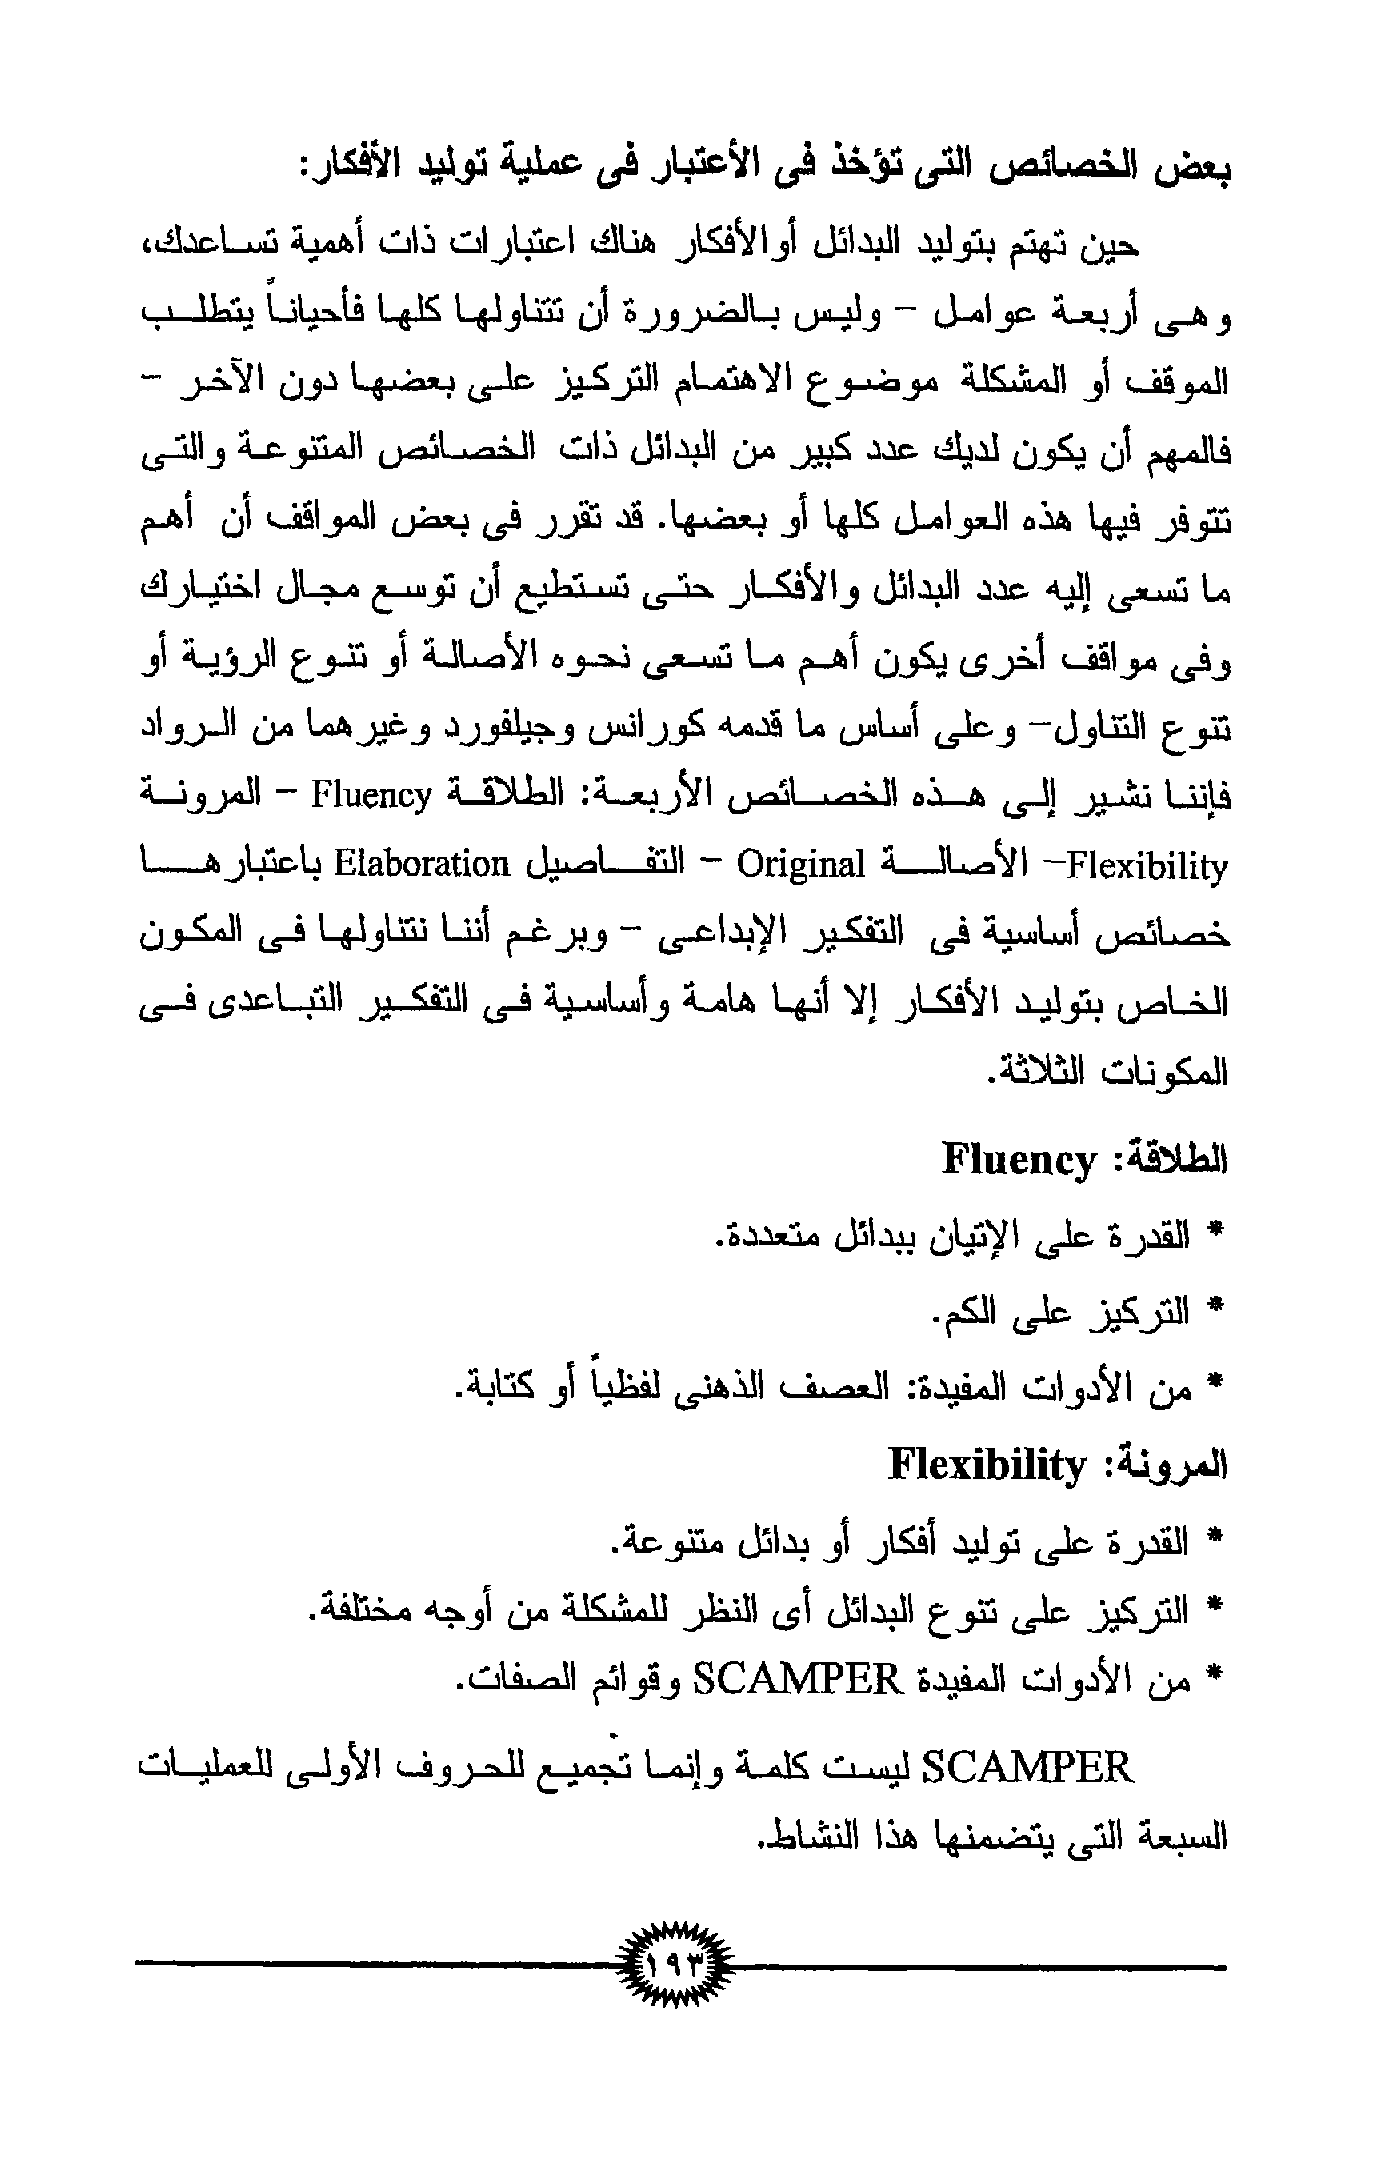 بعض الخصائص التى تؤخذ فى الأعتبار فى عملية توليد الأفكار:
حين تهتم بتوليد البدائل أوالأفكار هناك اعتبارات ذات أهمية تساعدك،
وهى أربعة عوامل - وليس بالضرورة أن تتناولها كلها فأحياناً يتطلب
الموقف أو المشكلة موضوع الاهتمام التركيز على بعضها دون الآخر -
فالمهم أن يكون لديك عدد كبير من البدائل ذات الخصائص المتنوعة والتى
تتوفر فيها هذه العوامل كلها أو بعضها. قد تقرر فى بعض المواقف أن أهم
ما تسعى إليه عدد البدائل والأفكار حتى تستطيع أن توسع مجال اختيارك
وفى مواقف أخرى يكون أهم ما تسعى نحوه الأصالة أو تنوع الرؤية أو
تنوع التناول- وعلى أساس ما قدمه كورانس وجيلفورد وغيرهما من الرواد
فإننا نشير إلى هذه الخصائص الأربعة: الطلاقة Fluency - المرونة
Flexibility- الأصالة Original - التفاصيل Elaboration باعتبارها
خصائص أساسية فى التفكير الإبداعى - وبرغم أننا نتناولها فى المكون
الخاص بتوليد الأفكار إلا أنها هامة وأساسية فى التفكير التباعدى فى
المكونات الثلاثة.
الطلاقة: Fluency
* القدرة على الإتيان ببدائل متعددة.
* التركيز على الكم.
* من الأدوات المفيدة: العصف الذهنى لفظياً أو كتابة.
المرونة: Flexibility
* القدرة على توليد أفكار أو بدائل متنوعة.
* التركيز على تنوع البدائل أى النظر للمشكلة من أوجه مختلفة.
* من الأدوات المفيدة SCAMPER وقوائم الصفات.
SCAMPER ليست كلمة وإنما تجميع للحروف الأولى للعمليات
السبعة التى يتضمنها هذا النشاط.
١٩٣